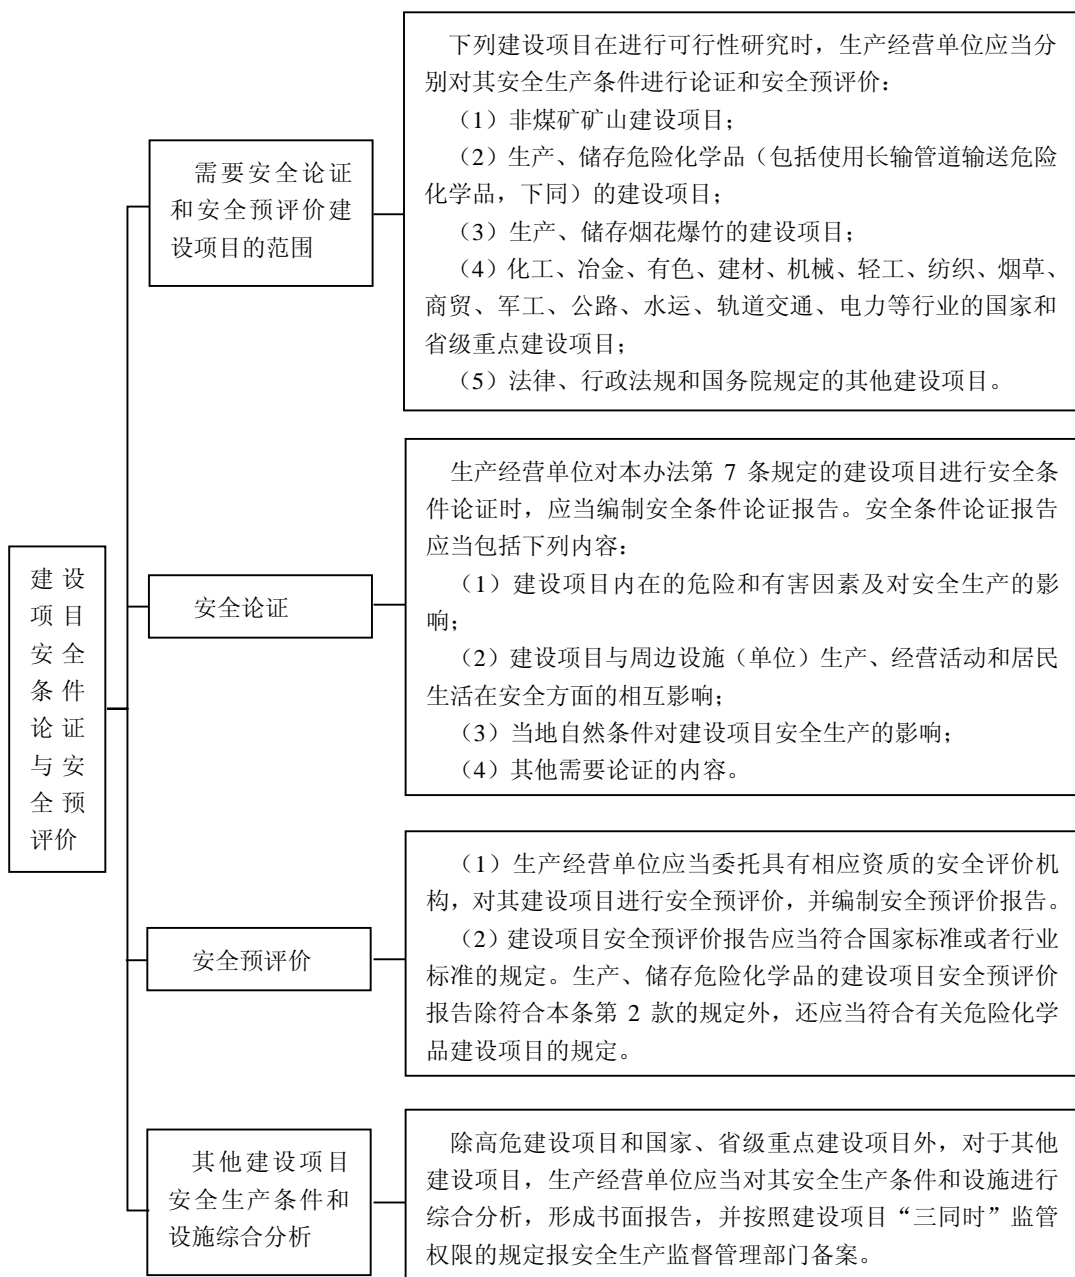 建设
项目
安全
条件
论证
与安
全预
评价
需要安全论证
和安全预评价建
设项目的范围
下列建设项目在进行可行性研究时，生产经营单位应当分
别对其安全生产条件进行论证和安全预评价：
（1）非煤矿矿山建设项目；
（2）生产、储存危险化学品（包括使用长输管道输送危险
化学品，下同）的建设项目；
（3）生产、储存烟花爆竹的建设项目；
（4）化工、冶金、有色、建材、机械、轻工、纺织、烟草、
商贸、军工、公路、水运、轨道交通、电力等行业的国家和
省级重点建设项目；
（5）法律、行政法规和国务院规定的其他建设项目。
安全论证
生产经营单位对本办法第 7 条规定的建设项目进行安全条
件论证时，应当编制安全条件论证报告。安全条件论证报告
应当包括下列内容：
（1）建设项目内在的危险和有害因素及对安全生产的影
响；
（2）建设项目与周边设施（单位）生产、经营活动和居民
生活在安全方面的相互影响；
（3）当地自然条件对建设项目安全生产的影响；
（4）其他需要论证的内容。
安全预评价
（1）生产经营单位应当委托具有相应资质的安全评价机
构，对其建设项目进行安全预评价，并编制安全预评价报告。
（2）建设项目安全预评价报告应当符合国家标准或者行业
标准的规定。生产、储存危险化学品的建设项目安全预评价
报告除符合本条第 2 款的规定外，还应当符合有关危险化学
品建设项目的规定。
其他建设项目
安全生产条件和
设施综合分析
除高危建设项目和国家、省级重点建设项目外，对于其他
建设项目，生产经营单位应当对其安全生产条件和设施进行
综合分析，形成书面报告，并按照建设项目“三同时”监管
权限的规定报安全生产监督管理部门备案。